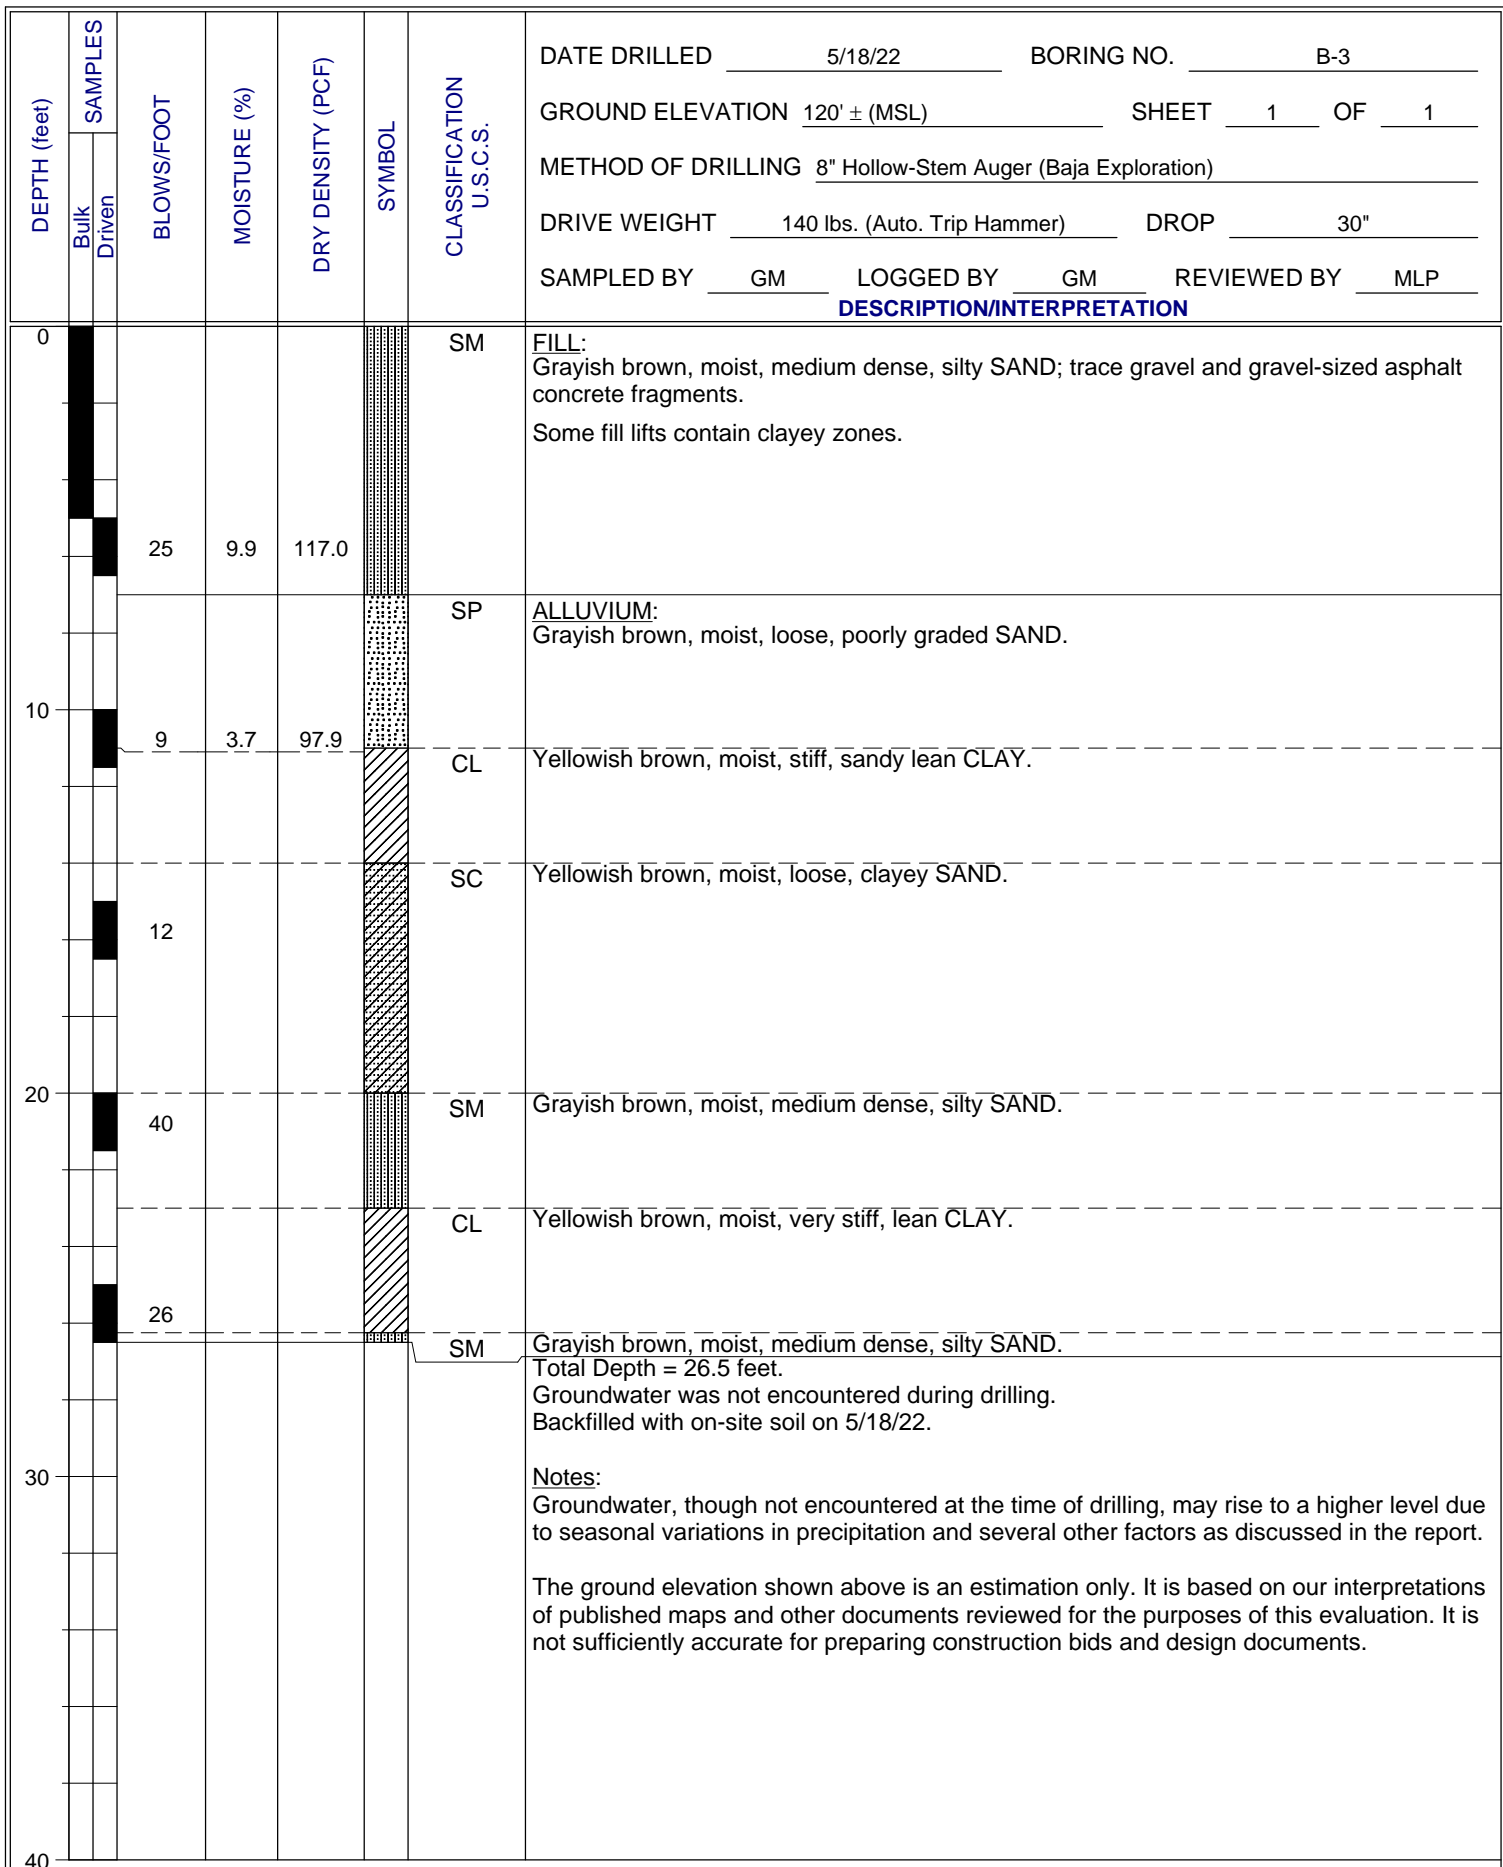 DEPTH (feet)
SAMPLES
Bulk
Driven
BLOWS/FOOT
MOISTURE (%)
DRY DENSITY (PCF)
SYMBOL
CLASSIFICATION
U.S.C.S.
DATE DRILLED 5/18/22 BORING NO. B-3
GROUND ELEVATION 120' ± (MSL) SHEET 1 OF 1
METHOD OF DRILLING 8" Hollow-Stem Auger (Baja Exploration)
DRIVE WEIGHT 140 lbs. (Auto. Trip Hammer) DROP 30"
SAMPLED BY GM LOGGED BY GM REVIEWED BY MLP
DESCRIPTION/INTERPRETATION
0 SM FILL:
Grayish brown, moist, medium dense, silty SAND; trace gravel and gravel-sized asphalt
concrete fragments.
Some fill lifts contain clayey zones.
25 9.9 117.0
SP ALLUVIUM:
Grayish brown, moist, loose, poorly graded SAND.
10
9 3.7 97.9
CL Yellowish brown, moist, stiff, sandy lean CLAY.
SC Yellowish brown, moist, loose, clayey SAND.
12
20
SM Grayish brown, moist, medium dense, silty SAND.
40
CL Yellowish brown, moist, very stiff, lean CLAY.
26
SM Grayish brown, moist, medium dense, silty SAND.
Total Depth = 26.5 feet.
Groundwater was not encountered during drilling.
Backfilled with on-site soil on 5/18/22.
30 Notes:
Groundwater, though not encountered at the time of drilling, may rise to a higher level due
to seasonal variations in precipitation and several other factors as discussed in the report.
The ground elevation shown above is an estimation only. It is based on our interpretations
of published maps and other documents reviewed for the purposes of this evaluation. It is
not sufficiently accurate for preparing construction bids and design documents.
40